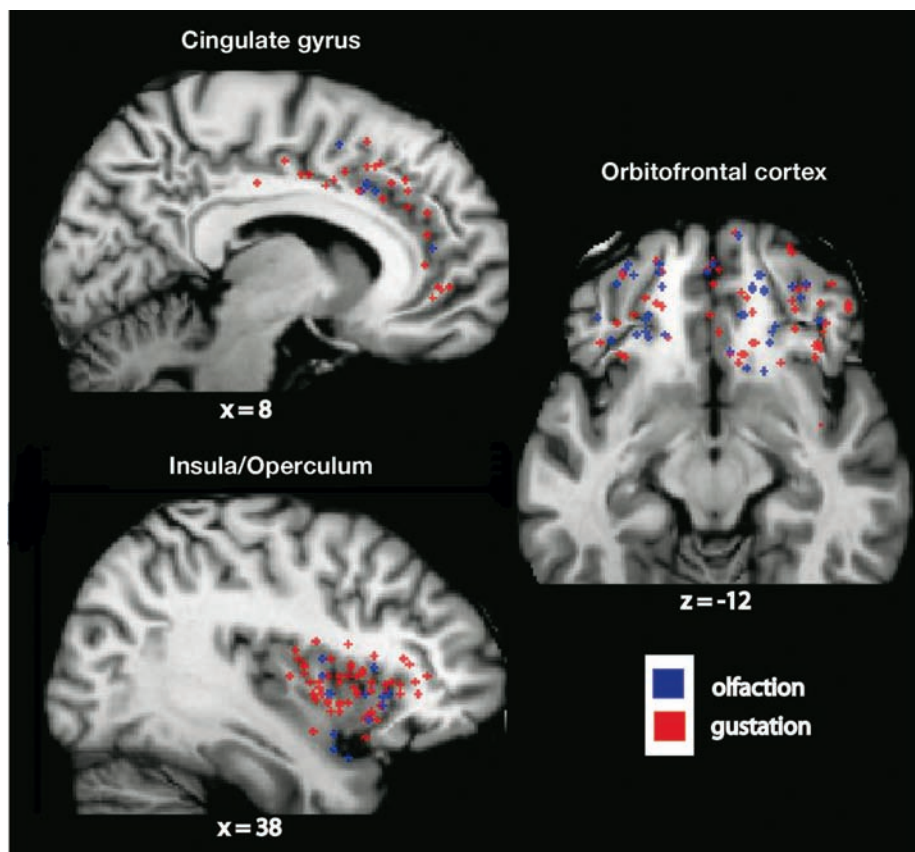 Cingulate gyrus
x=8
Orbitofrontal cortex
z=-12
Insula/Operculum
x=38
olfaction
gustation